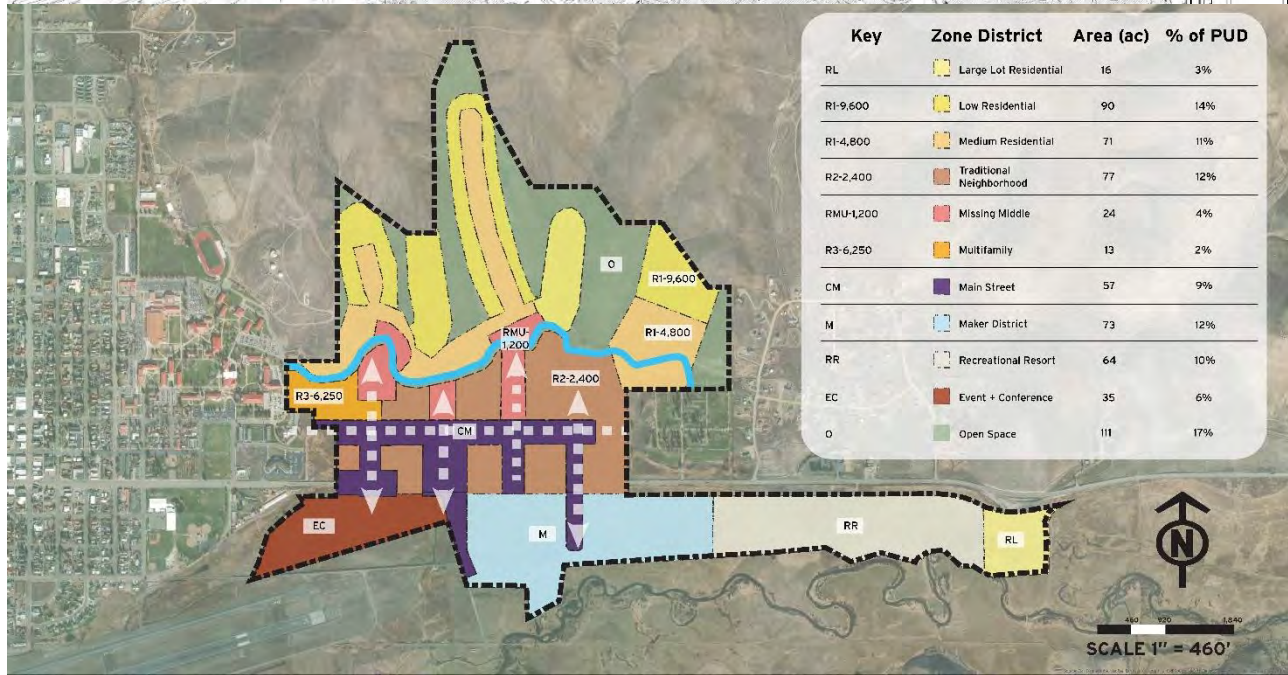 Key Zone District Area (ac) % of PUD
RL Large Lot Residential 16 3%
R1-9,600 Low Residential 90 14%
R1-4,800 Medium Residential 71 11%
R2-2,400 Traditional Neighborhood 77 12%
RMU-1,200 Missing Middle 24 4%
R3-6,250 Multifamily 13 2%
CM Main Street 57 9%
M Maker District 73 12%
RR Recreational Resort 64 10%
EC Event + Conference 35 6%
O Open Space 111 17%
O
R1-9,600
RMU-
1,200
R1-4,800
R2-2,400
R3-6,250
CM
EC
M
RR
RL
N
460 920 1,840
SCALE 1" = 460'